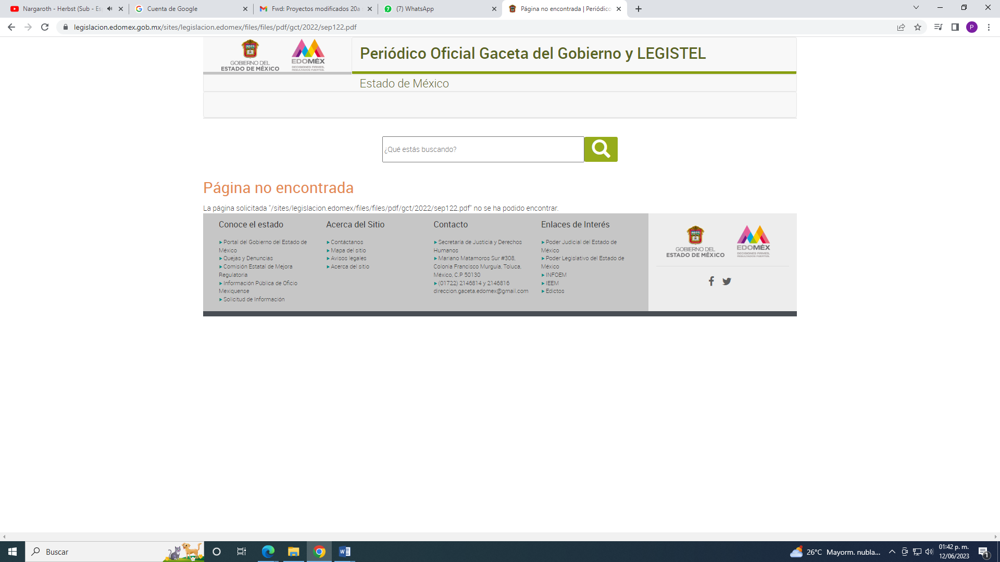 Nargaroth - Herbst (Sub - Es
Cuenta de Google
Fwd: Proyectos modificados 20a
(7) WhatsApp
Página no encontrada | Periódico
legislacion.edomex.gob.mx/sites/legislacion.edomex/files/files/pdf/gct/2022/sep122.pdf
P
GOBIERNO DEL
ESTADO DE MÉXICO
EDOMÉX
DECISIONES FIRMES,
RESULTADOS FUERTES.
Periódico Oficial Gaceta del Gobierno y LEGISTEL
Estado de México
¿Qué estás buscando?
Página no encontrada
La página solicitada "/sites/legislacion.edomex/files/files/pdf/gct/2022/sep122.pdf" no se ha podido encontrar.
Conoce el estado
Portal del Gobierno del Estado de
México
Quejas y Denuncias
Comisión Estatal de Mejora
Regulatoria
Información Pública de Oficio
Mexiquense
Solicitud de Información
Acerca del Sitio
Contáctanos
Mapa del sitio
Avisos legales
Acerca del sitio
Contacto
Secretaría de Justicia y Derechos
Humanos
Mariano Matamoros Sur #308,
Colonia Francisco Murguía, Toluca,
México, C.P 50130
(01722) 2146814 y 2146816
direccion.gaceta.edomex@gmail.com
Enlaces de Interés
Poder Judicial del Estado de
México
Poder Legislativo del Estado de
México
INFOEM
IEEM
Edictos
GOBIERNO DEL
ESTADO DE MÉXICO
EDOMÉX
DECISIONES FIRMES,
RESULTADOS FUERTES.
Buscar
26°C Mayorm. nubla...
01:42 p. m.
12/06/2023
1